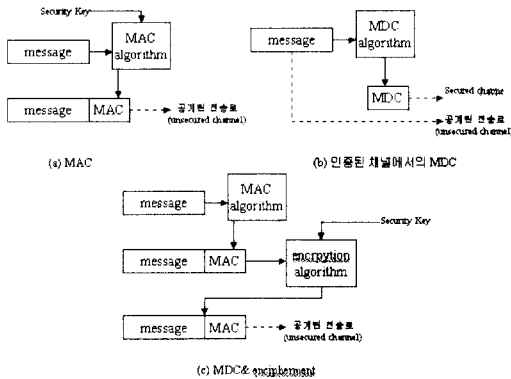 Security Key
MAC
algorithm
message
message MAC
공개된 전송로
(unsecured channel)
(a) MAC
message
MDC
algorithm
MDC
Secured channe
공개된 전송로
(unsecured channel)
(b) 인증된 채널에서의 MDC
message
MAC
algorithm
Security Key
message MAC
encrpytion
algorithm
message MAC
공개된 전송로
(unsecured channel)
(c) MDC& encipherment